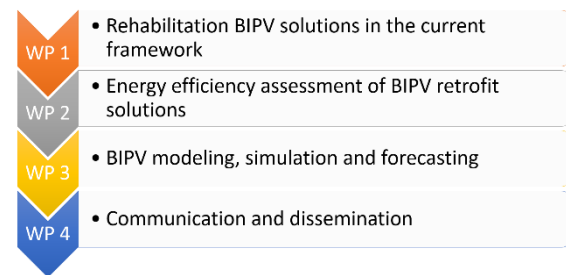 WP 1
• Rehabilitation BIPV solutions in the current
framework
WP 2
• Energy efficiency assessment of BIPV retrofit
solutions
WP 3
• BIPV modeling, simulation and forecasting
WP 4
• Communication and dissemination